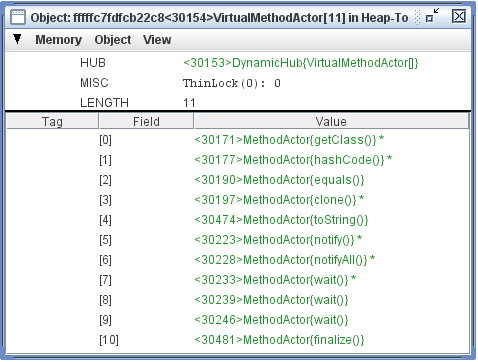 Object: fffffc7fdfcb22c8<30154>VirtualMethodActor[11] in Heap-To
Memory Object View
HUB <30153>DynamicHub{VirtualMethodActor[]}
MISC ThinLock(0): 0
LENGTH 11
Tag Field Value
[0] <30171>MethodActor{getClass()} *
[1] <30177>MethodActor{hashCode()} *
[2] <30190>MethodActor{equals()}
[3] <30197>MethodActor{clone()} *
[4] <30474>MethodActor{toString()}
[5] <30223>MethodActor{notify()} *
[6] <30228>MethodActor{notifyAll()} *
[7] <30233>MethodActor{wait()} *
[8] <30239>MethodActor{wait()}
[9] <30246>MethodActor{wait()}
[10] <30481>MethodActor{finalize()}